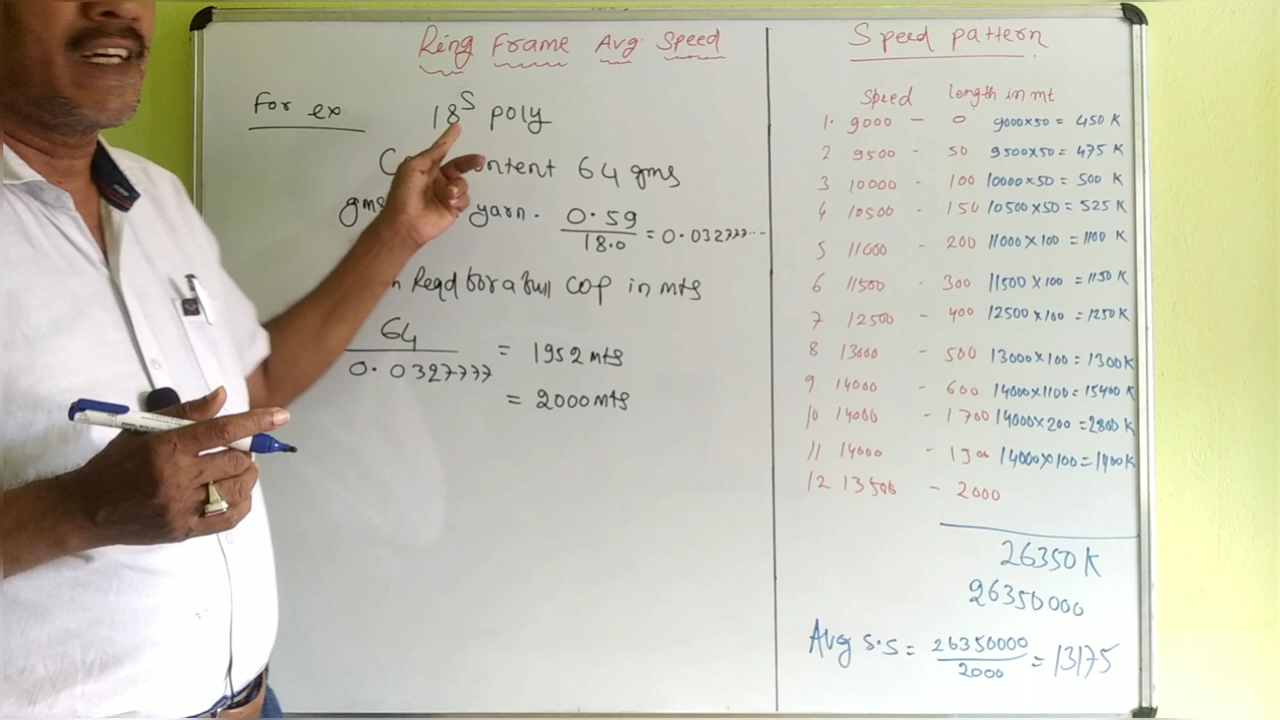 Ring Frame Avg. Speed
For ex 18S poly
content 64 gms
gms yarn. 0.59 / 18.0 = 0.032777....
Reqd for a full cop in mts
64 / 0.0327777 = 1952 mts
= 2000 mts
Speed pattern
Speed length in mt
1. 9000 - 0 9000x50 = 450 K
2 9500 - 50 9500x50 = 475 K
3 10000 - 100 10000x50 = 500 K
4 10500 - 150 10500x50 = 525 K
5 11000 - 200 11000x100 = 1100 K
6 11500 - 300 11500x100 = 1150 K
7 12500 - 400 12500x100 = 1250 K
8 13000 - 500 13000x100 = 1300 K
9 14000 - 600 14000x1100 = 15400 K
10 14000 - 1700 14000x200 = 2800 K
11 14000 - 1900 14000x100 = 1400 K
12 13500 - 2000
26350 K
26350000
Avg s.s = 26350000 / 2000 = 13175